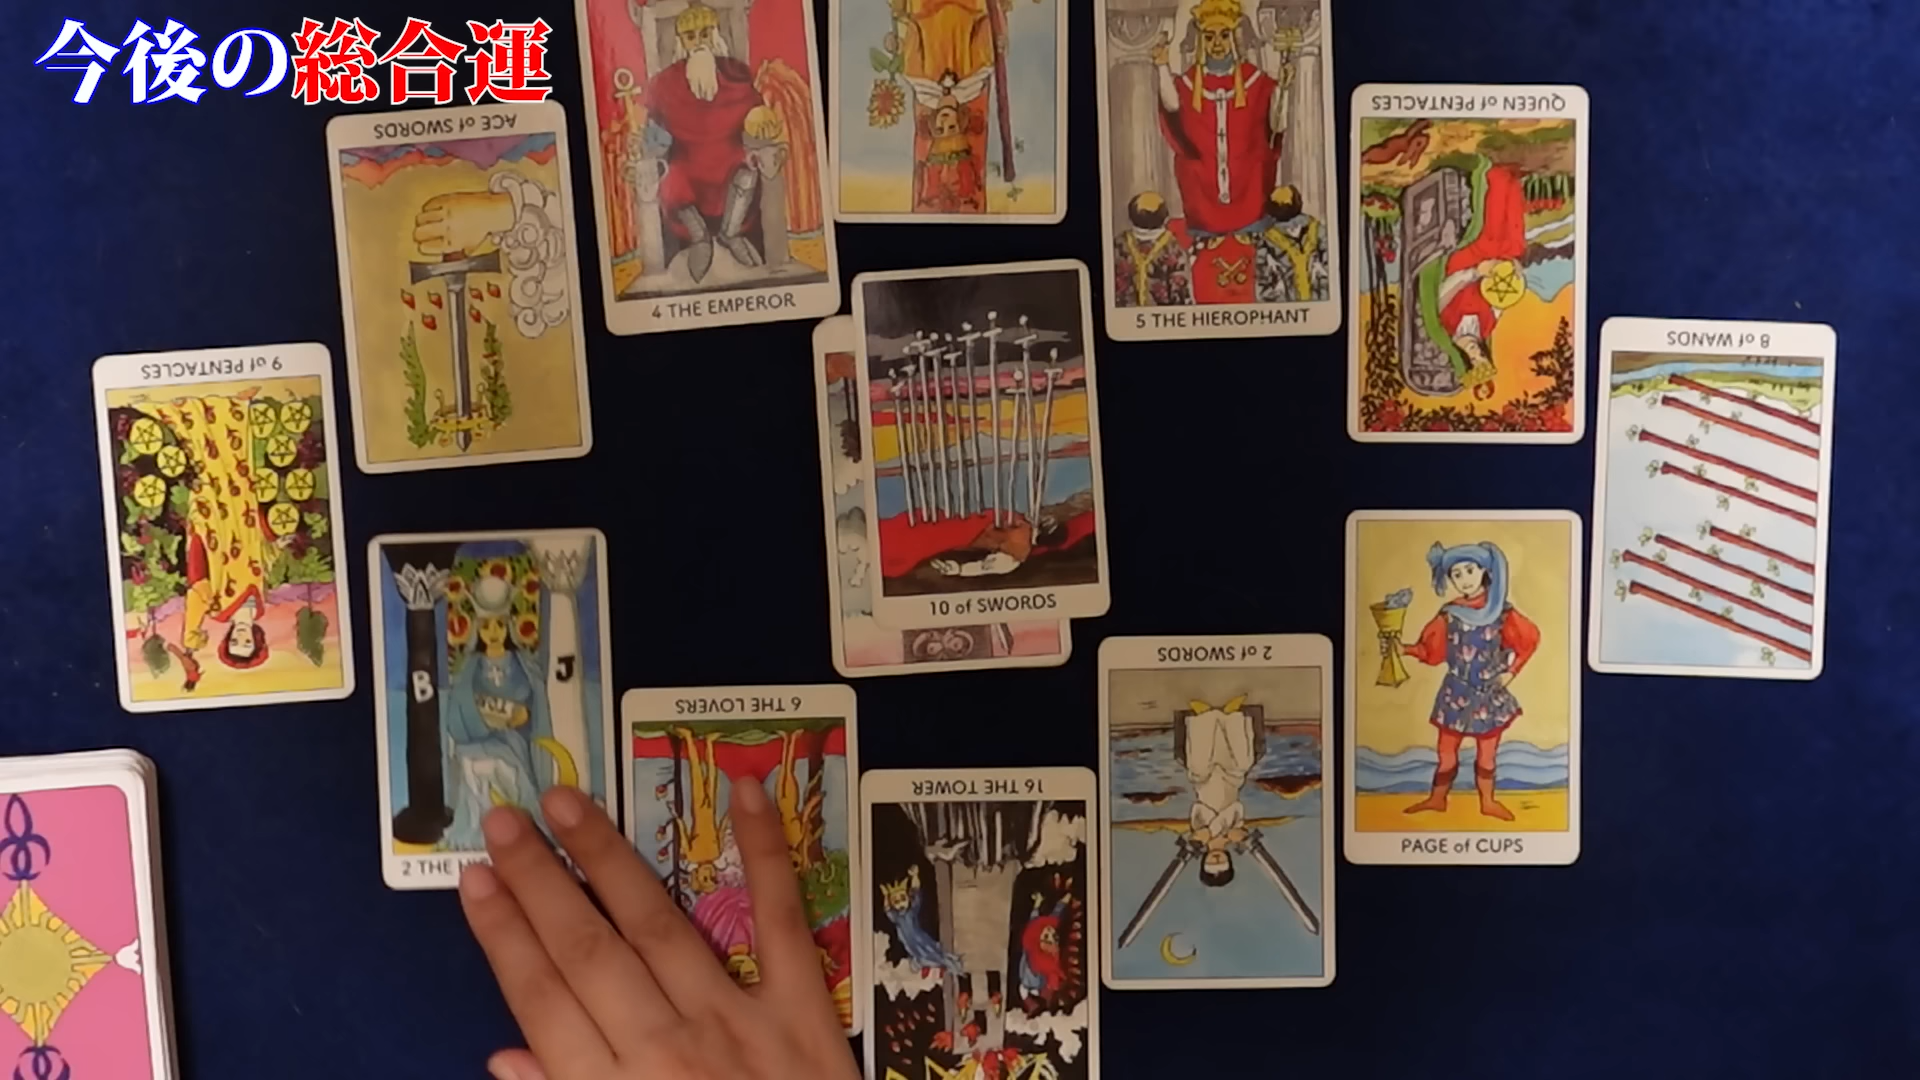 今後の総合運
ACE of SWORDS
4 THE EMPEROR
5 THE HIEROPHANT
QUEEN of PENTACLES
9 of PENTACLES
10 of SWORDS
8 of WANDS
B
J
2 THE
6 THE LOVERS
16 THE TOWER
2 of SWORDS
PAGE of CUPS